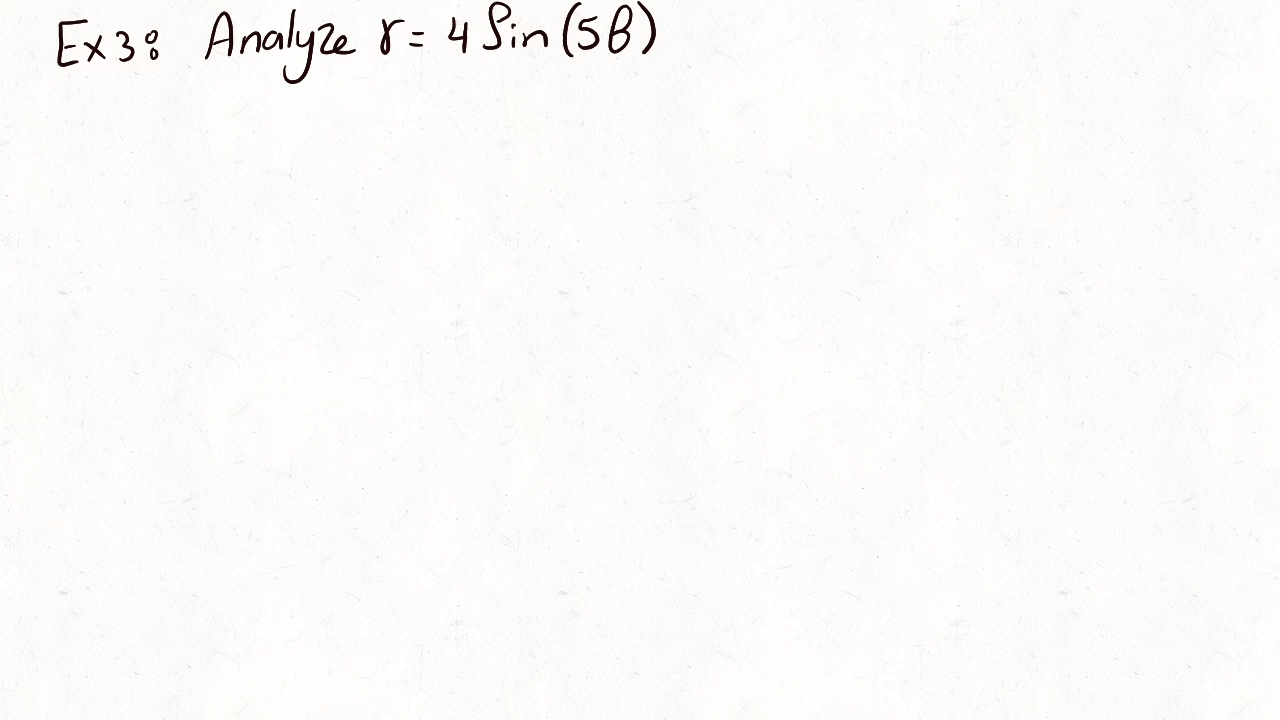 Ex3: Analyze r = 4 Sin(5θ)